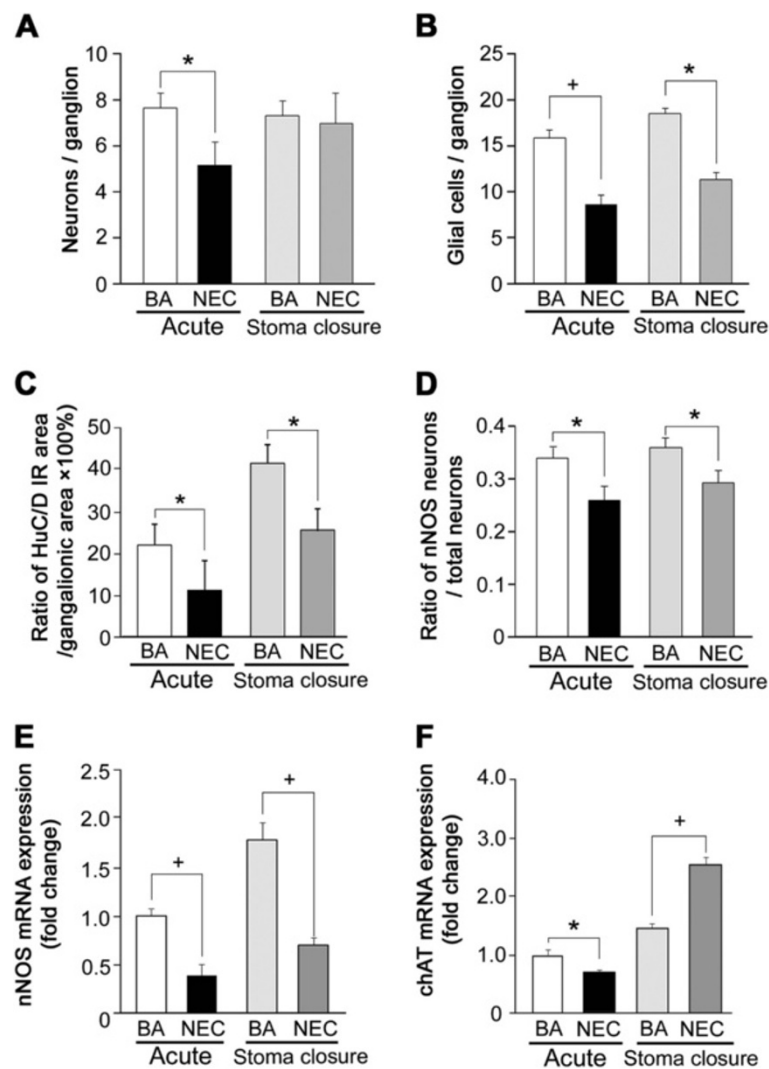 A
Neurons / ganglion
10
8
6
4
2
0
*
BA NEC BA NEC
Acute Stoma closure
B
Glial cells / ganglion
25
20
15
10
5
0
+
*
BA NEC BA NEC
Acute Stoma closure
C
Ratio of HuC/D IR area
/gangalionic area ×100%)
50
40
30
20
10
0
*
*
BA NEC BA NEC
Acute Stoma closure
D
Ratio of nNOS neurons
/ total neurons
0.4
0.3
0.2
0.1
0
*
*
BA NEC BA NEC
Acute Stoma closure
E
nNOS mRNA expression
(fold change)
2.5
2.0
1.5
1.0
0.5
0
+
+
BA NEC BA NEC
Acute Stoma closure
F
chAT mRNA expression
(fold change)
4.0
3.0
2.0
1.0
0
*
+
BA NEC BA NEC
Acute Stoma closure